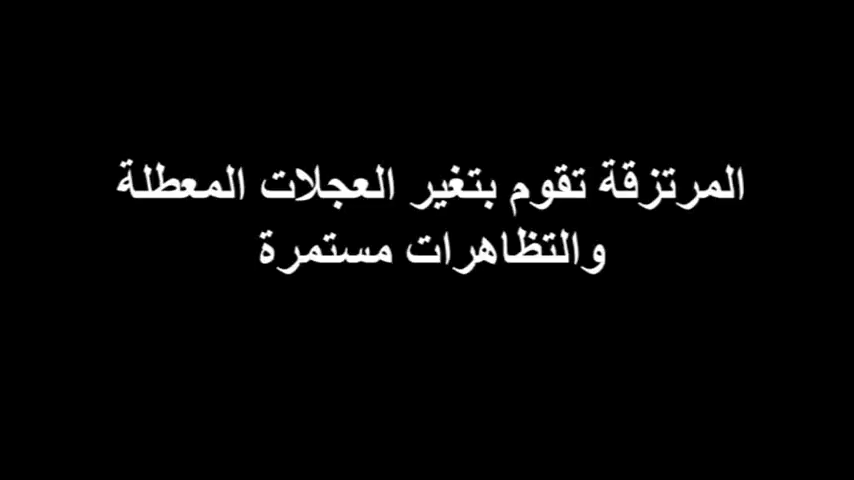 المرتزقة تقوم بتغير العجلات المعطلة
والتظاهرات مستمرة